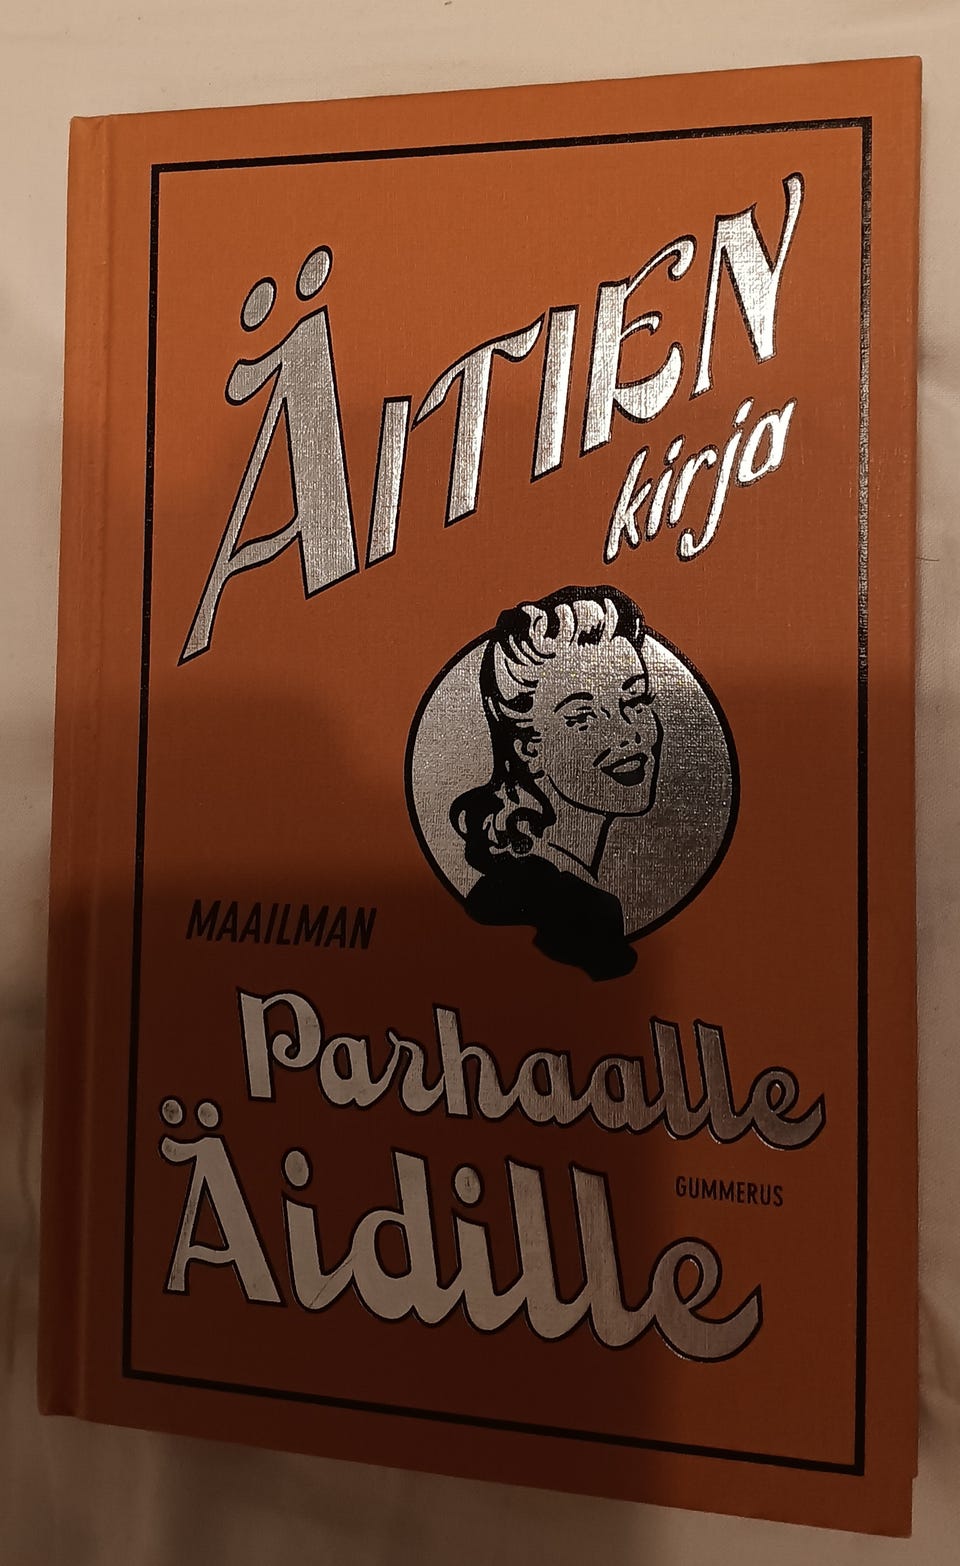 ÄITIEN
kirja
MAAILMAN
Parhaalle
Äidille
GUMMERUS